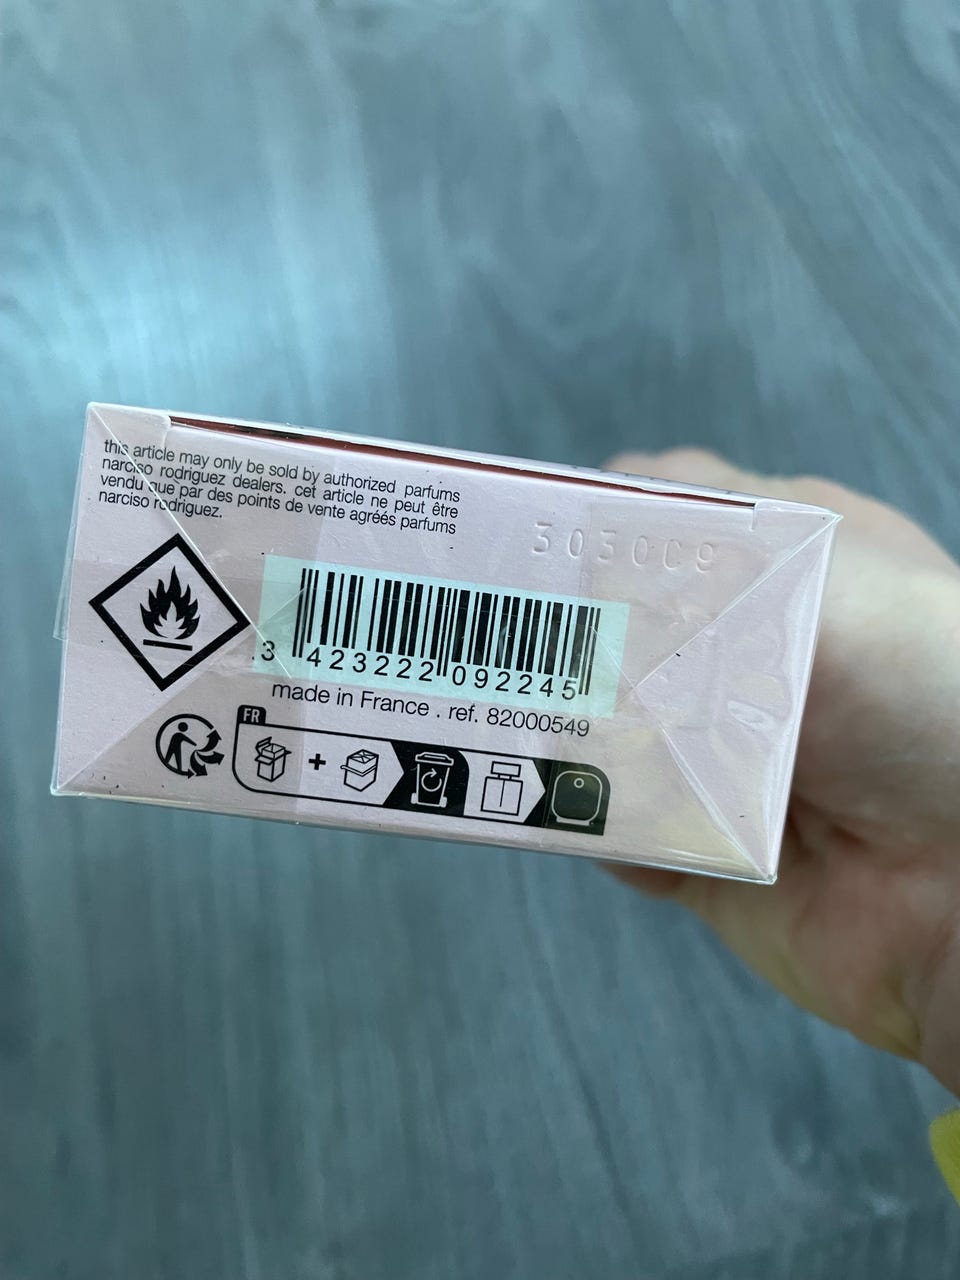 this article may only be sold by authorized parfums
narciso rodriguez dealers. cet article ne peut être
vendu que par des points de vente agréés parfums
narciso rodriguez.
3030C9
3 423222 092245
made in France . ref. 82000549
FR